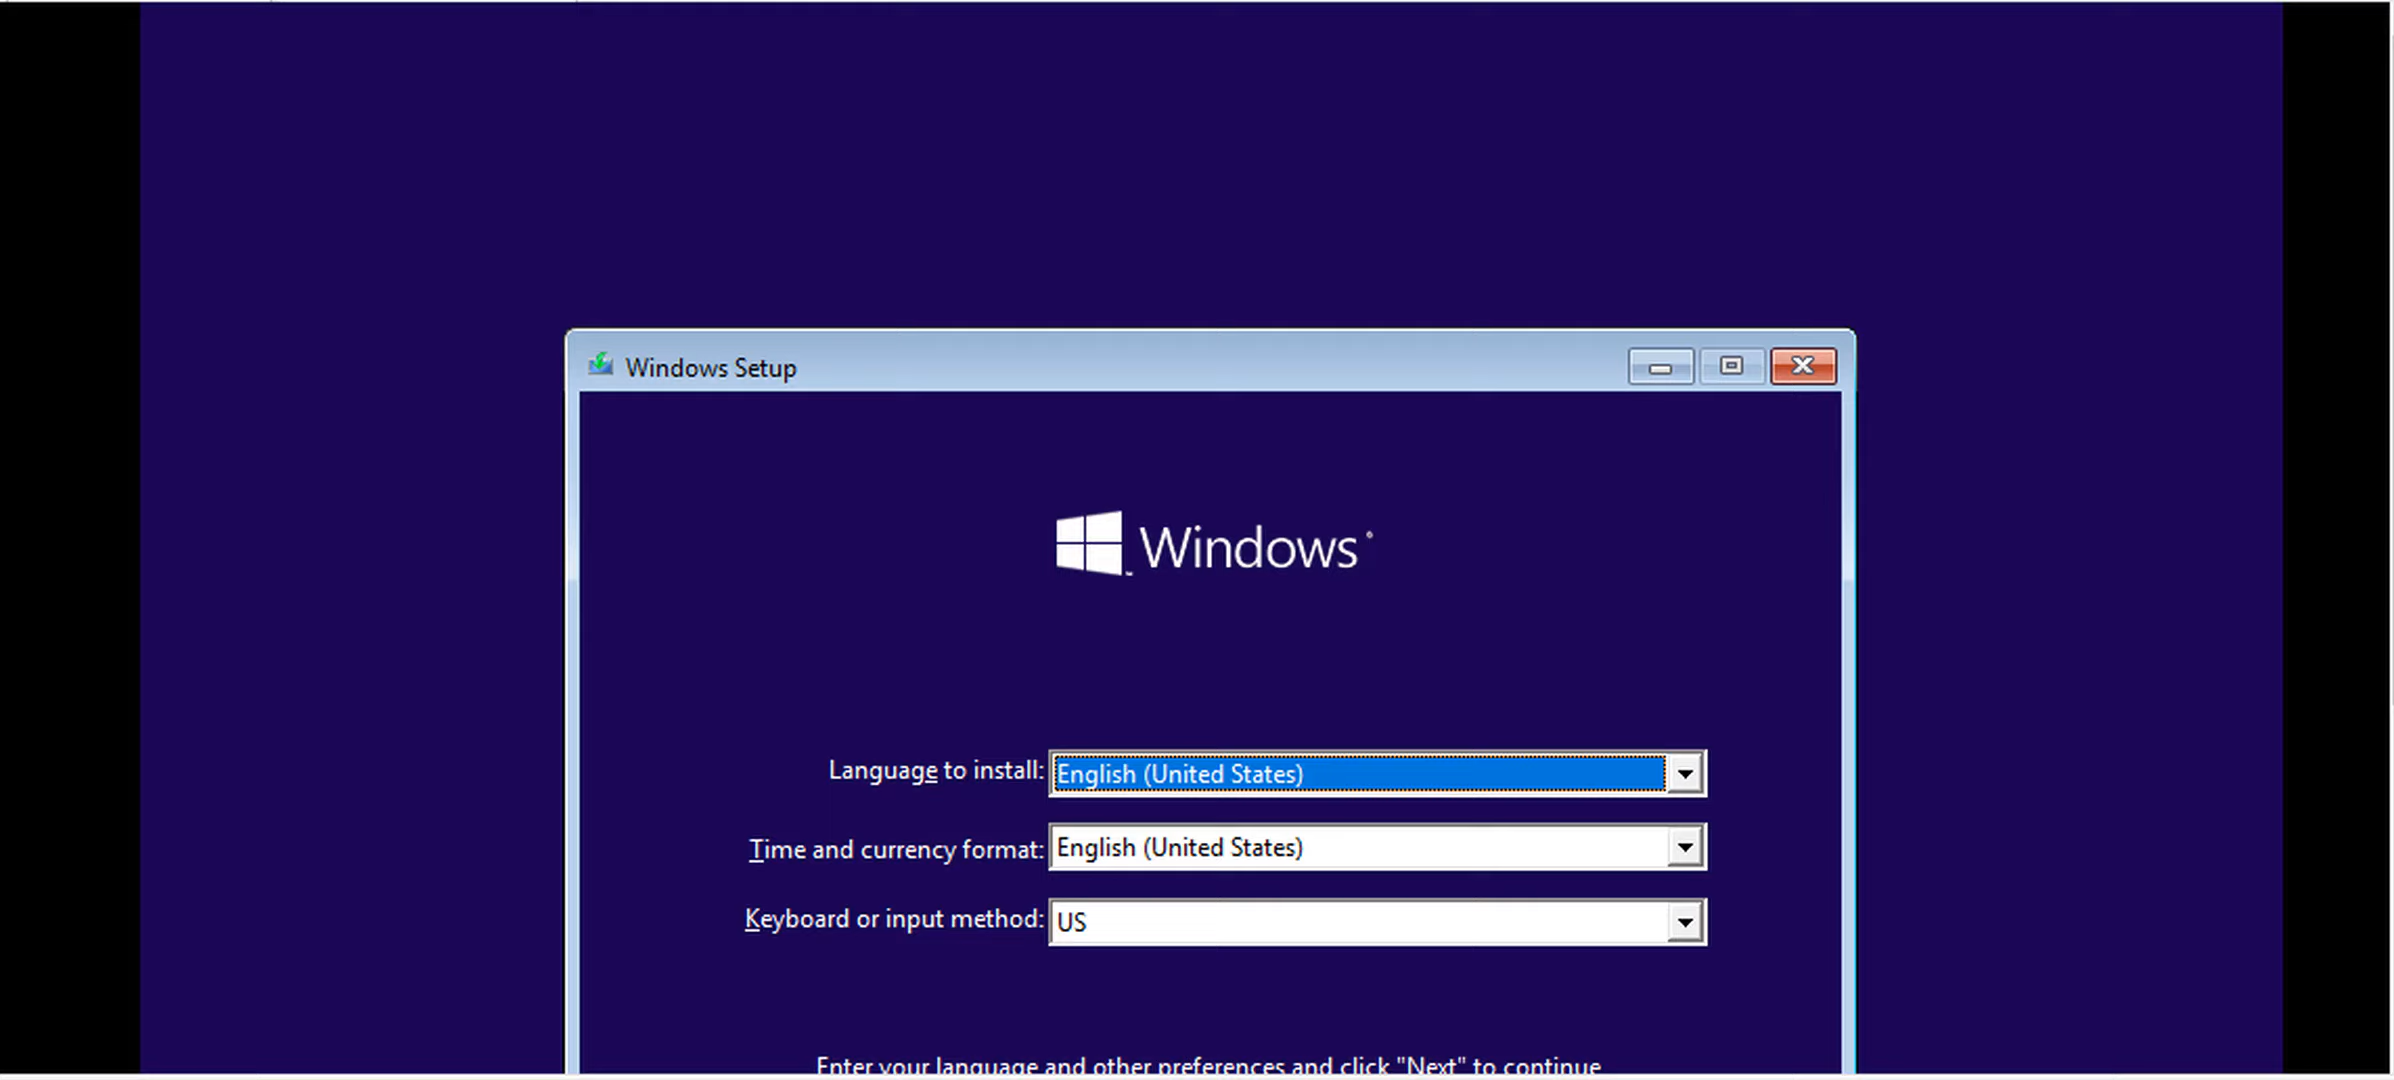 Windows Setup
Windows
Language to install: English (United States)
Time and currency format: English (United States)
Keyboard or input method: US
Enter your language and other preferences and click "Next" to continue